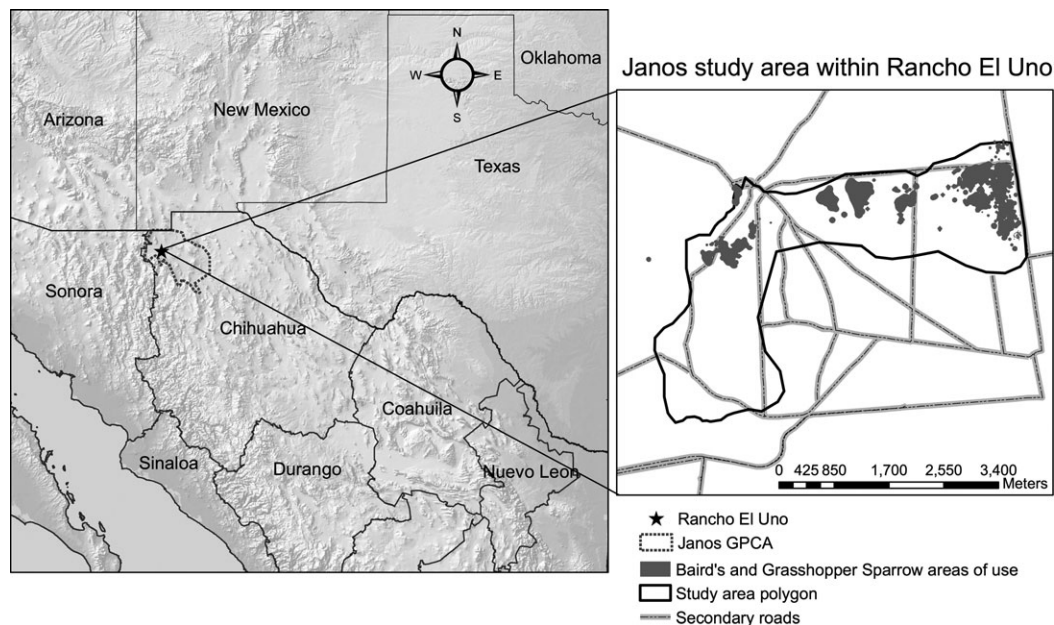 N
W E
S
Oklahoma
Arizona
New Mexico
Texas
Sonora
Chihuahua
Coahuila
Sinaloa
Durango
Nuevo Leon
Janos study area within Rancho El Uno
0 425 850 1,700 2,550 3,400
Meters
Rancho El Uno
Janos GPCA
Baird's and Grasshopper Sparrow areas of use
Study area polygon
Secondary roads